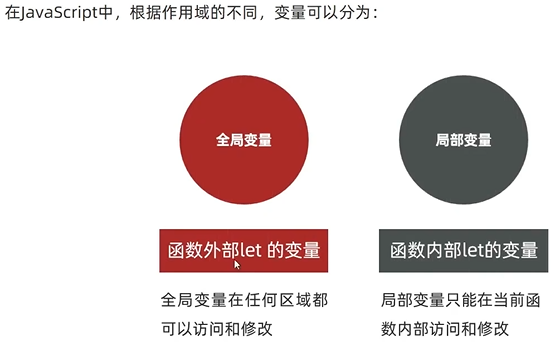 在JavaScript中，根据作用域的不同，变量可以分为：
全局变量
局部变量
函数外部let 的变量
函数内部let的变量
全局变量在任何区域都
可以访问和修改
局部变量只能在当前函
数内部访问和修改